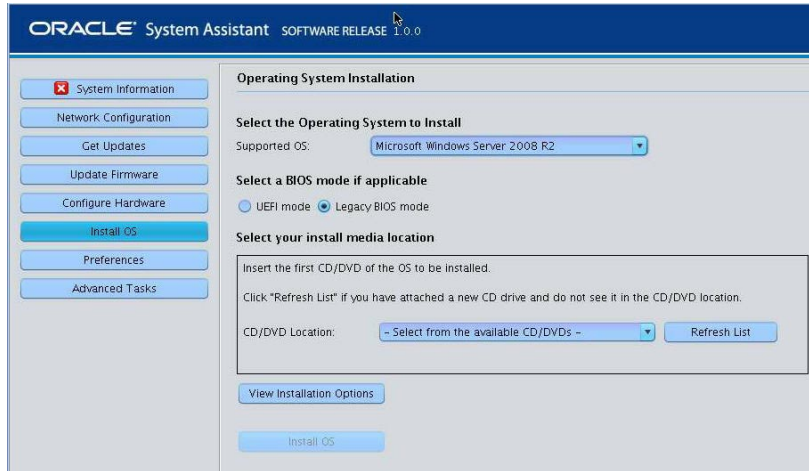 ORACLE System Assistant SOFTWARE RELEASE 1.0.0
System Information
Network Configuration
Get Updates
Update Firmware
Configure Hardware
Install OS
Preferences
Advanced Tasks
Operating System Installation
Select the Operating System to Install
Supported OS: Microsoft Windows Server 2008 R2
Select a BIOS mode if applicable
UEFI mode Legacy BIOS mode
Select your install media location
Insert the first CD/DVD of the OS to be installed.
Click "Refresh List" if you have attached a new CD drive and do not see it in the CD/DVD location.
CD/DVD Location: - Select from the available CD/DVDs - Refresh List
View Installation Options
Install OS